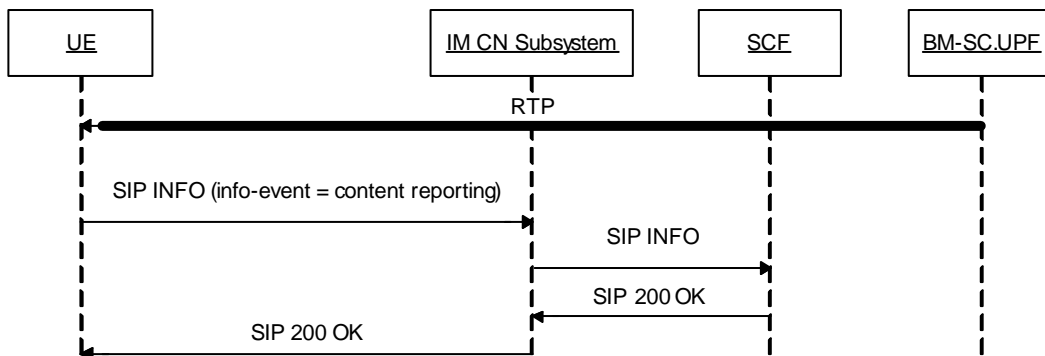 UE
IM CN Subsystem
SCF
BM-SC.UPF
RTP
SIP INFO (info-event = content reporting)
SIP INFO
SIP 200 OK
SIP 200 OK